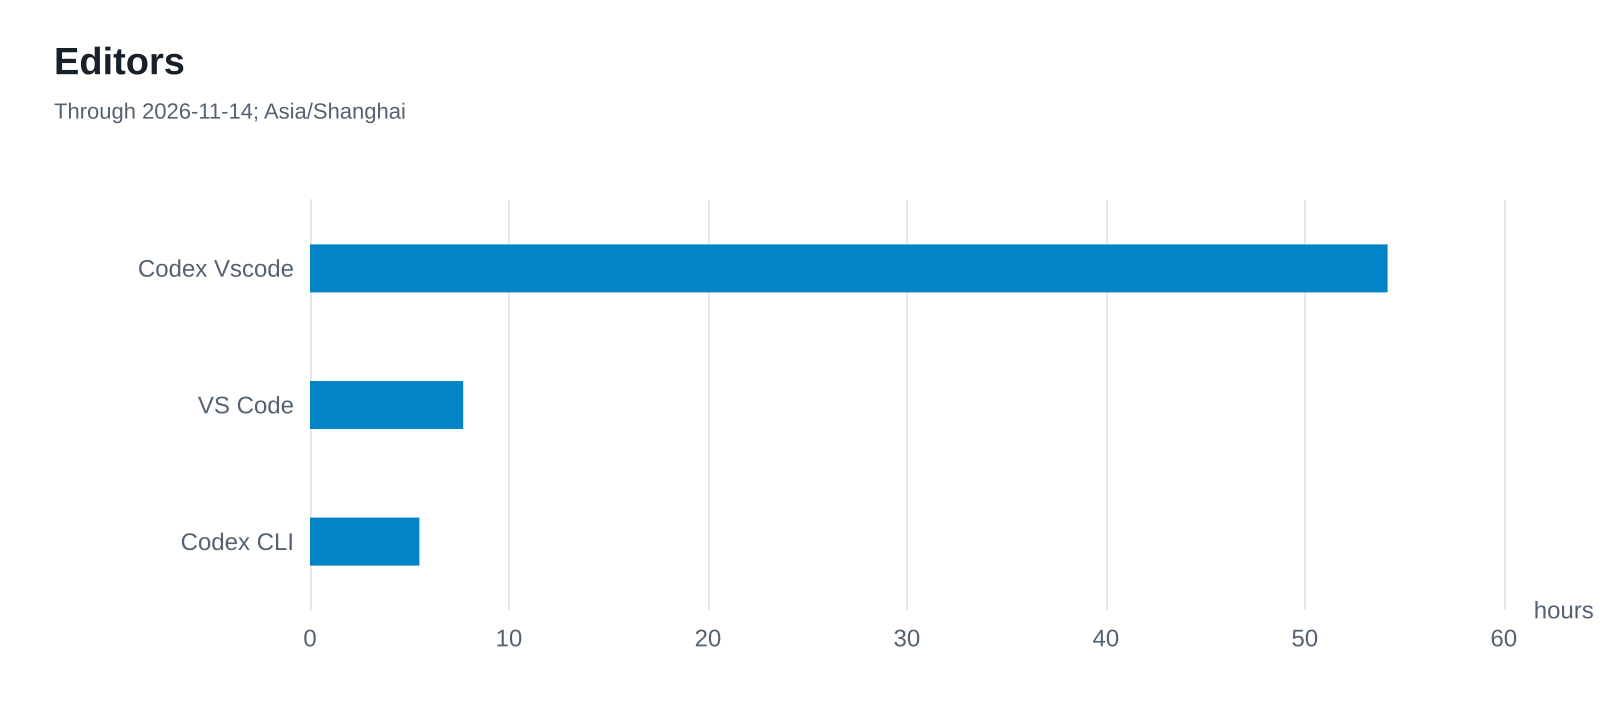 Editors
Through 2026-11-14; Asia/Shanghai
Codex Vscode
VS Code
Codex CLI
hours
0 10 20 30 40 50 60